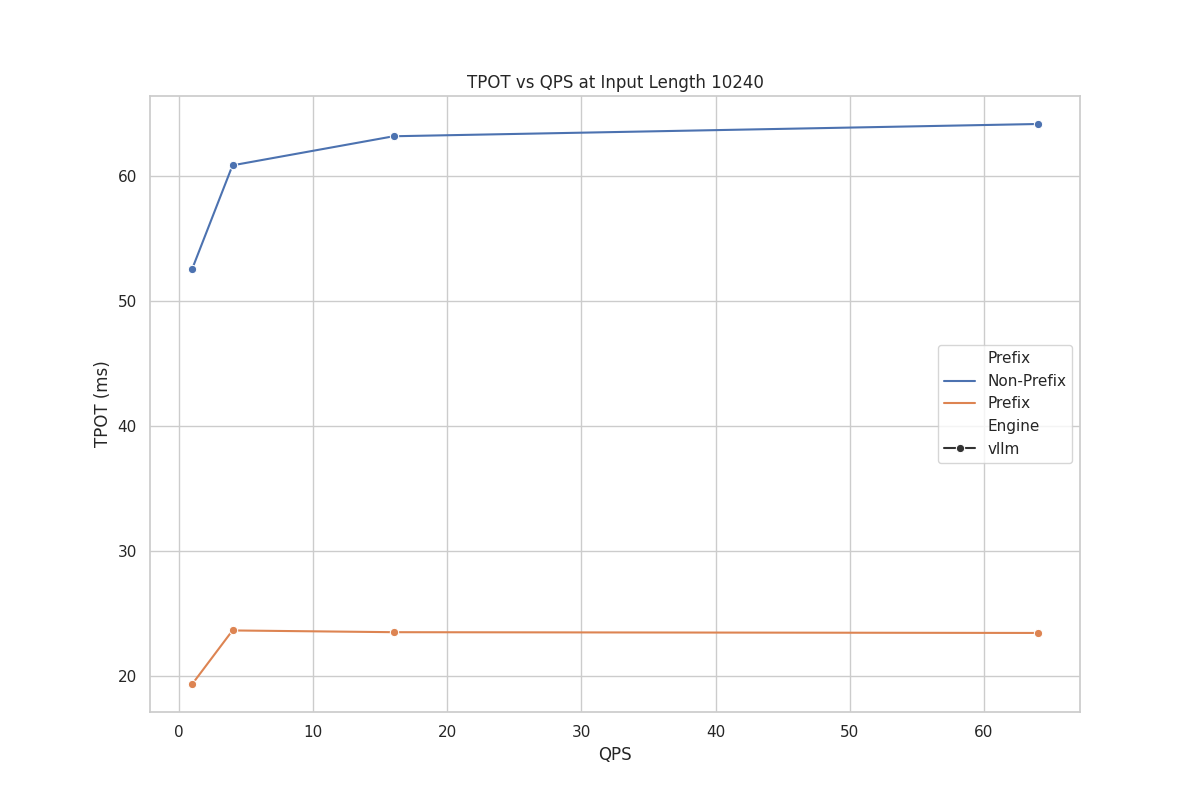 TPOT vs QPS at Input Length 10240
TPOT (ms)
60
50
40
30
20
Prefix
Non-Prefix
Prefix
Engine
vllm
0 10 20 30 40 50 60
QPS